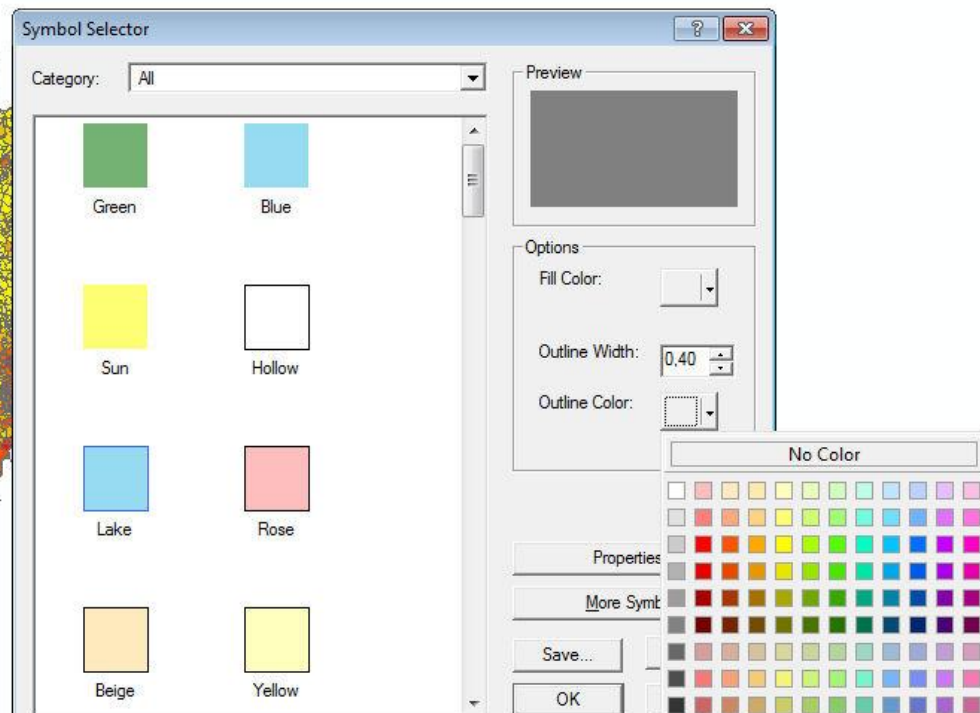 Symbol Selector
?
Category: All
Preview
Green Blue
Options
Fill Color:
Sun Hollow
Outline Width: 0,40
Outline Color:
No Color
Lake Rose
Properties
More Symb
Save...
Beige Yellow
OK